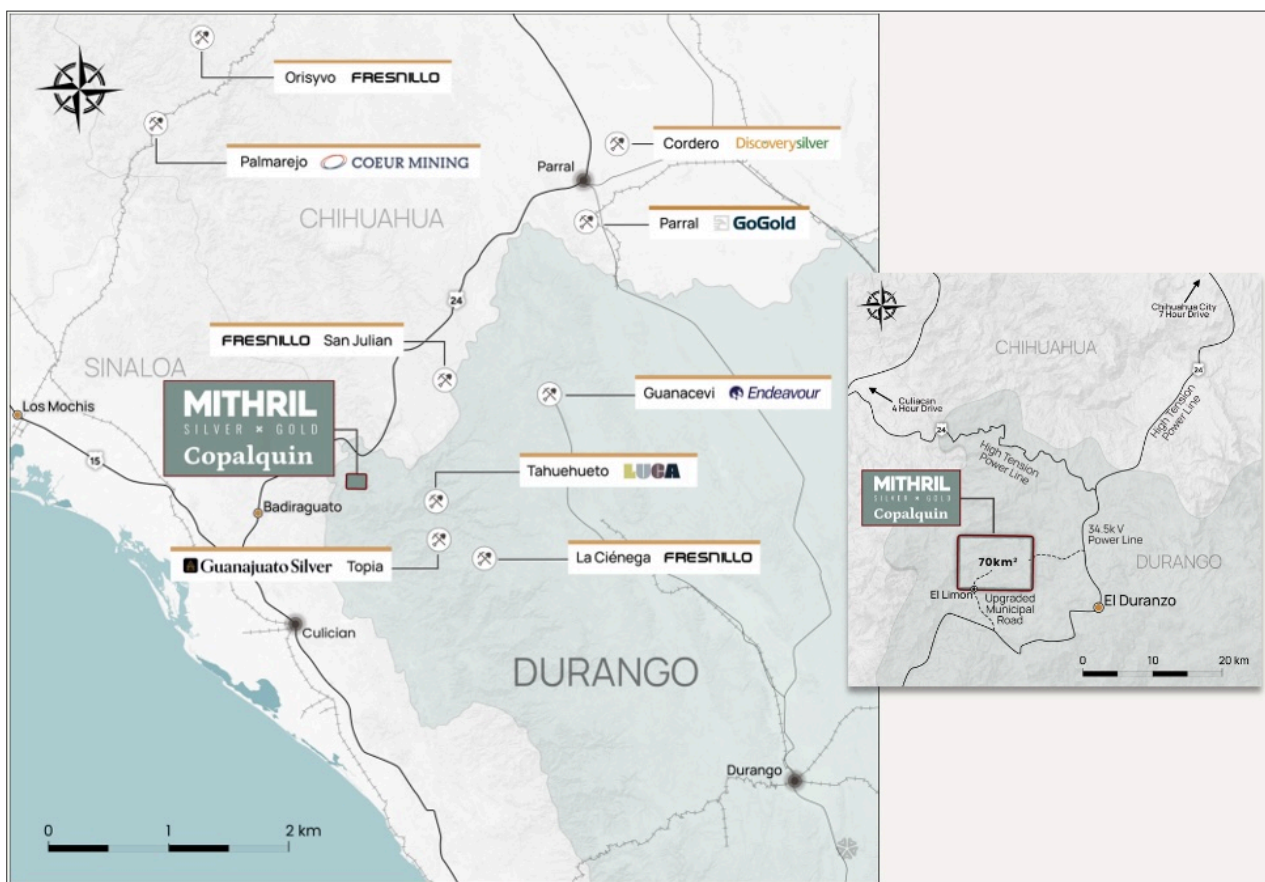 Orisyvo FRESNILLO
Palmarejo COEUR MINING
CHIHUAHUA
Parral
Cordero Discoverysilver
Parral GoGold
24
FRESNILLO San Julian
SINALOA
Los Mochis
MITHRIL
SILVER GOLD
Copalquin
15
Badiraguato
Guanacevi Endeavour
Tahuehueto LUCA
Guanajuato Silver Topia
La Ciénega FRESNILLO
Culician
DURANGO
Durango
0 1 2 km
Chihuahua City
7 Hour Drive
CHIHUAHUA
24
Culiacan
4 Hour Drive
24
High Tension
Power Line
High Tension
Power Line
MITHRIL
SILVER GOLD
Copalquin
34.5k V
Power Line
DURANGO
70km²
El Limon
Upgraded
Municipal
Road
El Duranzo
0 10 20 km